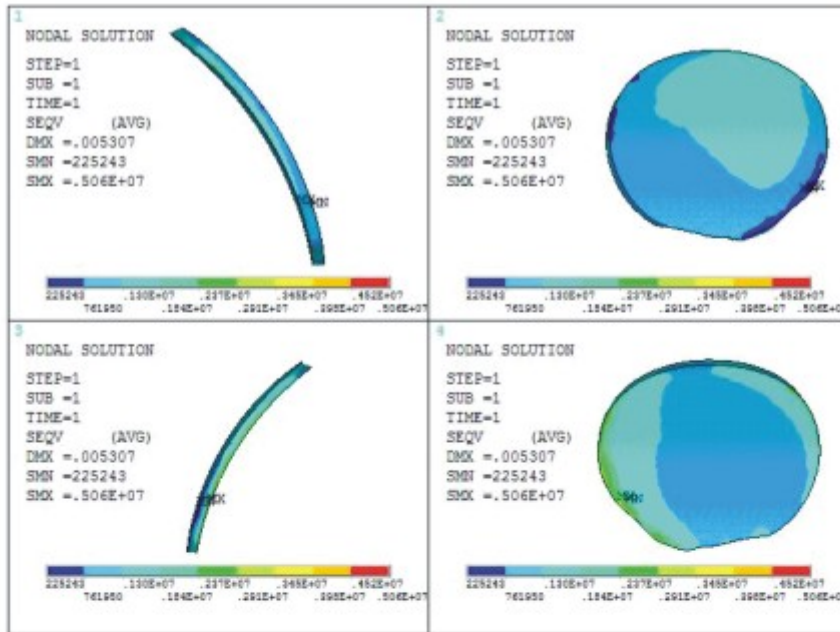 1
NODAL SOLUTION
STEP=1
SUB =1
TIME=1
SEQV (AVG)
DMX =.005307
SMN =225243
SMX =.506E+07
225243 .130E+07 .237E+07 .345E+07 .452E+07
761950 .184E+07 .291E+07 .398E+07 .506E+07
2
NODAL SOLUTION
STEP=1
SUB =1
TIME=1
SEQV (AVG)
DMX =.005307
SMN =225243
SMX =.506E+07
225243 .130E+07 .237E+07 .345E+07 .452E+07
761950 .184E+07 .291E+07 .398E+07 .506E+07
3
NODAL SOLUTION
STEP=1
SUB =1
TIME=1
SEQV (AVG)
DMX =.005307
SMN =225243
SMX =.506E+07
225243 .130E+07 .237E+07 .345E+07 .452E+07
761950 .184E+07 .291E+07 .398E+07 .506E+07
4
NODAL SOLUTION
STEP=1
SUB =1
TIME=1
SEQV (AVG)
DMX =.005307
SMN =225243
SMX =.506E+07
225243 .130E+07 .237E+07 .345E+07 .452E+07
761950 .184E+07 .291E+07 .398E+07 .506E+07